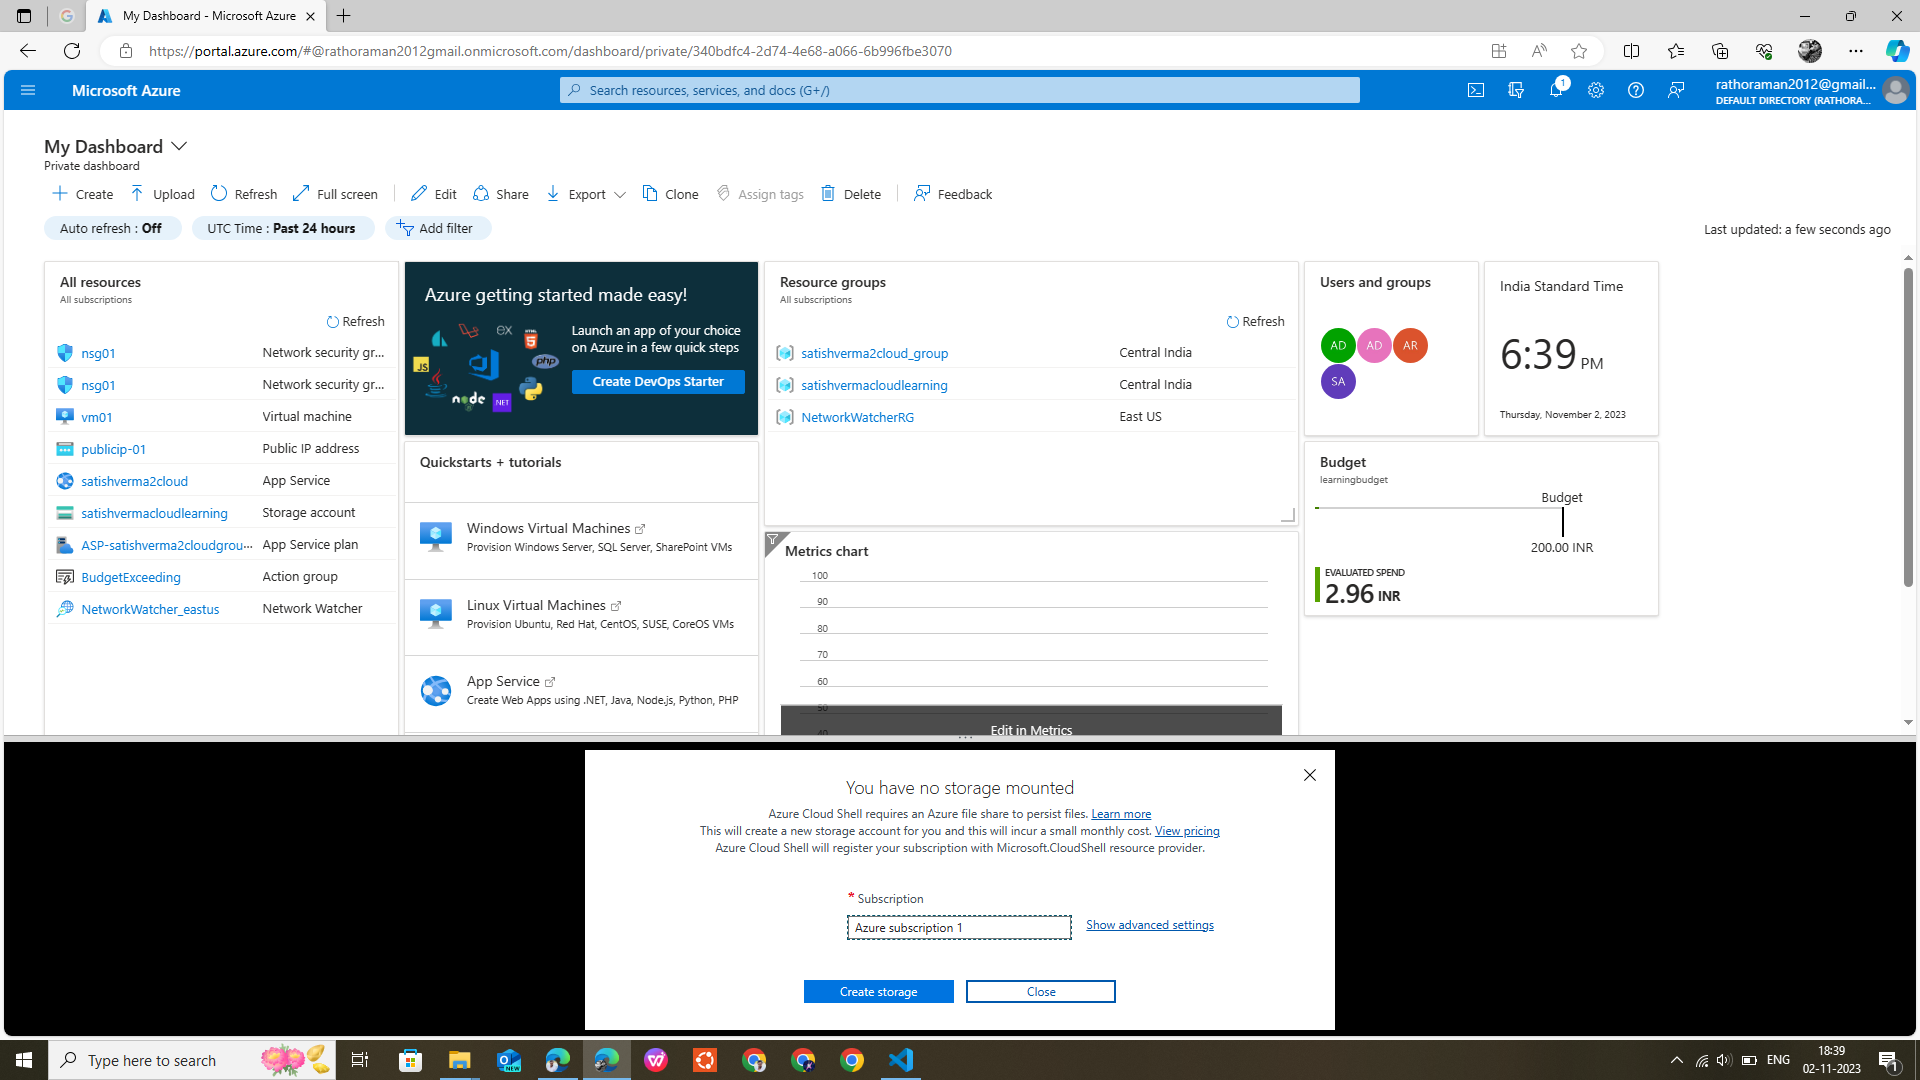 My Dashboard - Microsoft Azure
https://portal.azure.com/#@rathoraman2012gmail.onmicrosoft.com/dashboard/private/340bdfc4-2d74-4e68-a066-6b996fbe3070
Microsoft Azure
Search resources, services, and docs (G+/)
1
rathoraman2012@gmail...
DEFAULT DIRECTORY (RATHORA...
My Dashboard
Private dashboard
Create Upload Refresh Full screen Edit Share Export Clone Assign tags Delete Feedback
Auto refresh : Off UTC Time : Past 24 hours Add filter
Last updated: a few seconds ago
All resources
All subscriptions
Refresh
nsg01 Network security gr...
nsg01 Network security gr...
vm01 Virtual machine
publicip-01 Public IP address
satishverma2cloud App Service
satishvermacloudlearning Storage account
ASP-satishverma2cloudgrou... App Service plan
BudgetExceeding Action group
NetworkWatcher_eastus Network Watcher
Azure getting started made easy!
Launch an app of your choice
on Azure in a few quick steps
Create DevOps Starter
EX
HTML
JS
php
node
NET
Quickstarts + tutorials
Windows Virtual Machines
Provision Windows Server, SQL Server, SharePoint VMs
Linux Virtual Machines
Provision Ubuntu, Red Hat, CentOS, SUSE, CoreOS VMs
App Service
Create Web Apps using .NET, Java, Node.js, Python, PHP
Resource groups
All subscriptions
Refresh
satishverma2cloud_group Central India
satishvermacloudlearning Central India
NetworkWatcherRG East US
Metrics chart
100
90
80
70
60
50
40
Edit in Metrics
Users and groups
AD AD AR
SA
India Standard Time
6:39 PM
Thursday, November 2, 2023
Budget
learningbudget
Budget
200.00 INR
EVALUATED SPEND
2.96 INR
You have no storage mounted
Azure Cloud Shell requires an Azure file share to persist files. Learn more
This will create a new storage account for you and this will incur a small monthly cost. View pricing
Azure Cloud Shell will register your subscription with Microsoft.CloudShell resource provider.
* Subscription
Azure subscription 1 Show advanced settings
Create storage Close
Type here to search
NEW
ENG
18:39
02-11-2023
1